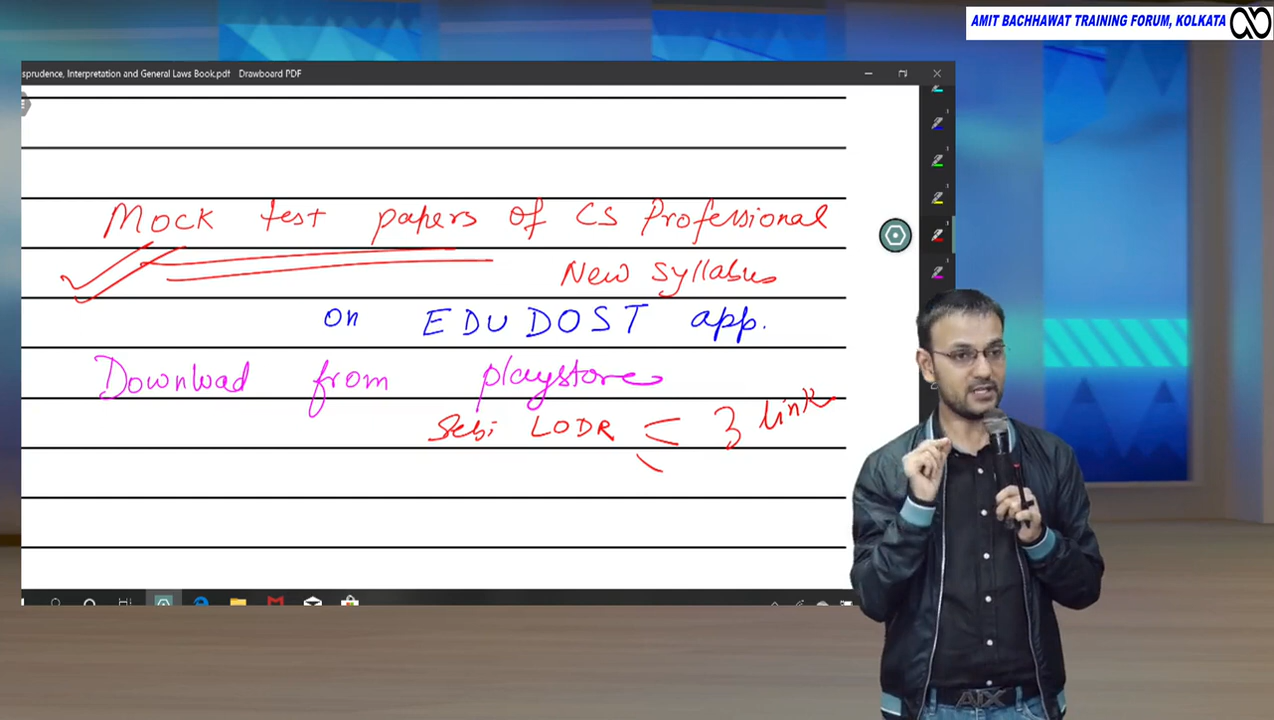 AMIT BACHHAWAT TRAINING FORUM, KOLKATA
sprudence, Interpretation and General Laws Book.pdf Drawboard PDF
Mock test papers of CS Professional
New syllabus
on EDUDOST app.
Download from playstore
Sebi LODR 3 link
AIX